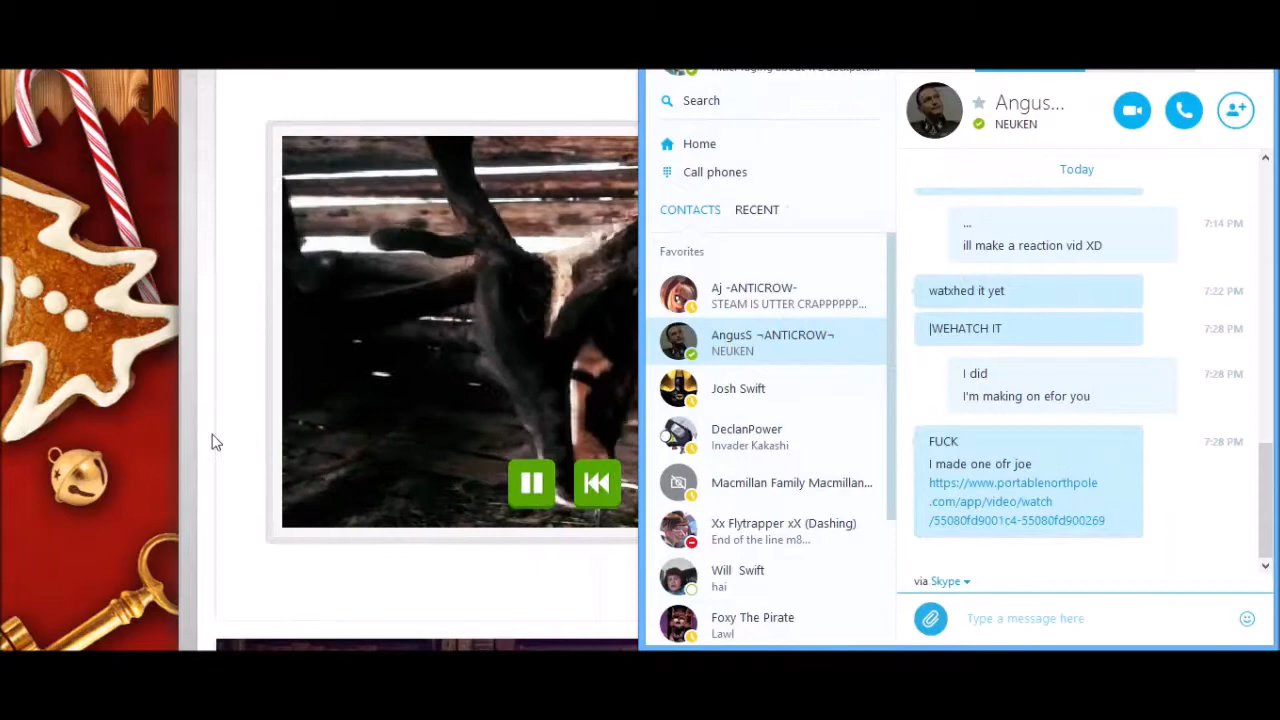 Search
Home
Call phones
CONTACTS RECENT
Favorites
Aj -ANTICROW-
STEAM IS UTTER CRAPPPPPP...
AngusS ¬ANTICROW¬
NEUKEN
Josh Swift
DeclanPower
Invader Kakashi
Macmillan Family Macmillan...
Xx Flytrapper xX (Dashing)
End of the line m8...
Will Swift
hai
Foxy The Pirate
Lawl
Angus...
NEUKEN
Today
...
7:14 PM
ill make a reaction vid XD
watxhed it yet
7:22 PM
|WEHATCH IT
7:28 PM
I did
7:28 PM
I'm making on efor you
FUCK
7:28 PM
I made one ofr joe
https://www.portablenorthpole
.com/app/video/watch
/55080fd9001c4-55080fd900269
via Skype
Type a message here